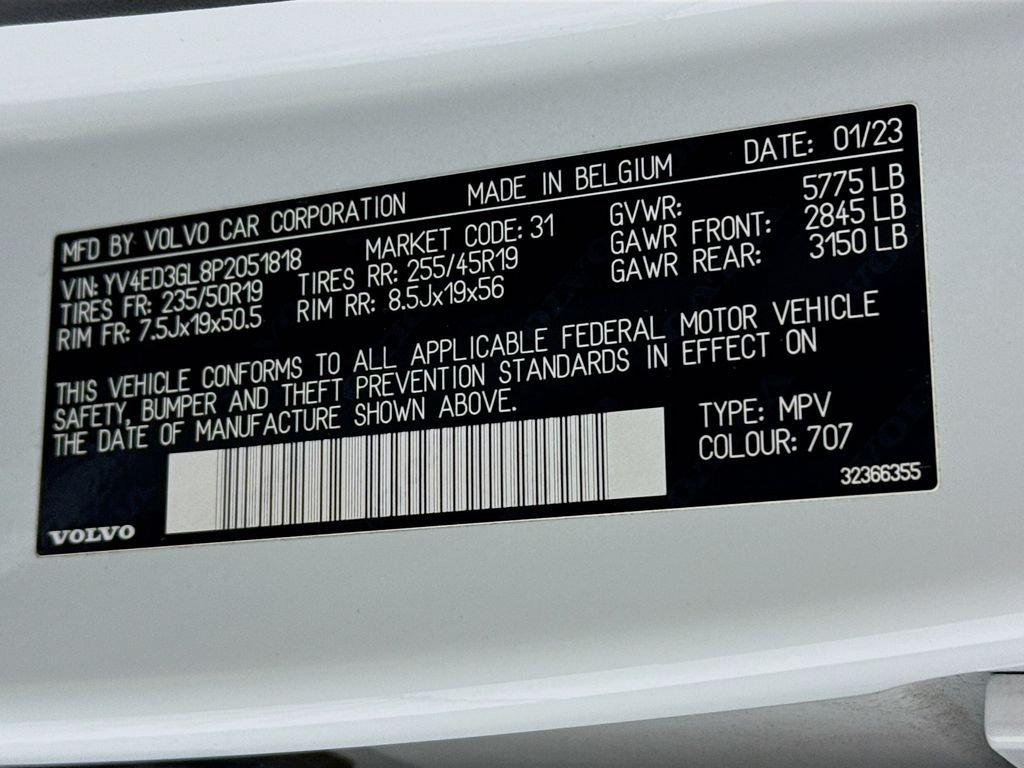 MFD BY VOLVO CAR CORPORATION MADE IN BELGIUM DATE: 01/23
VIN: YV4ED3GL8P2051818 MARKET CODE: 31 GVWR: 5775 LB
TIRES FR: 235/50R19 TIRES RR: 255/45R19 GAWR FRONT: 2845 LB
RIM FR: 7.5Jx19x50.5 RIM RR: 8.5Jx19x56 GAWR REAR: 3150 LB
THIS VEHICLE CONFORMS TO ALL APPLICABLE FEDERAL MOTOR VEHICLE
SAFETY, BUMPER AND THEFT PREVENTION STANDARDS IN EFFECT ON
THE DATE OF MANUFACTURE SHOWN ABOVE.
TYPE: MPV
COLOUR: 707
32366355
VOLVO